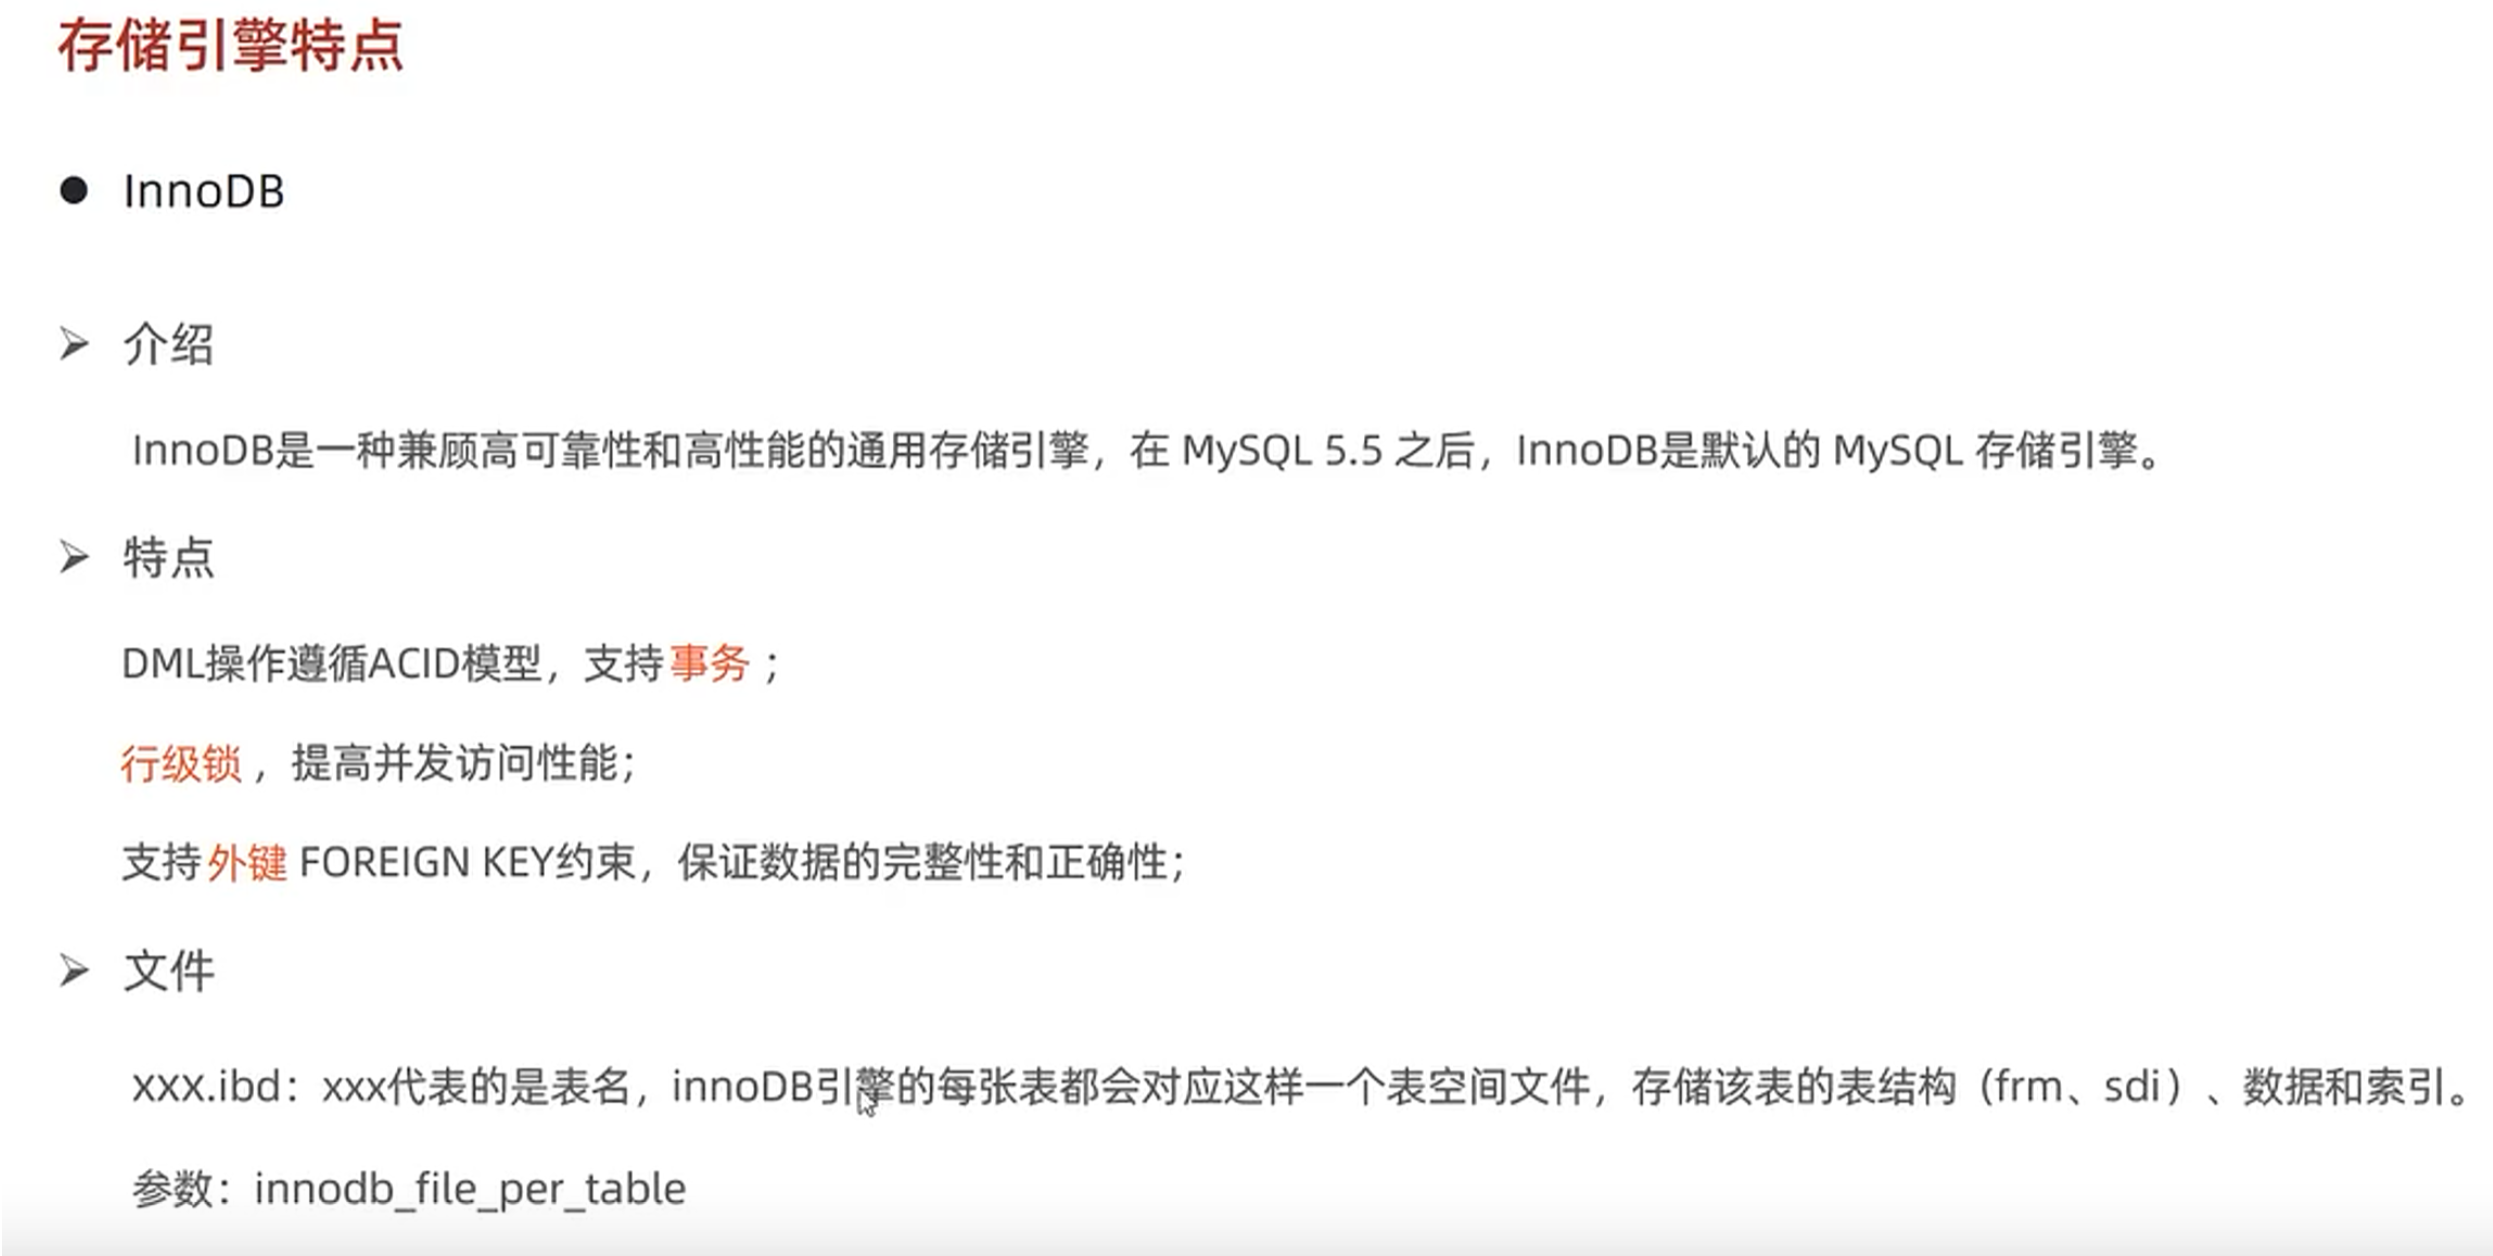 存储引擎特点
● InnoDB
➢ 介绍
InnoDB是一种兼顾高可靠性和高性能的通用存储引擎，在 MySQL 5.5 之后，InnoDB是默认的 MySQL 存储引擎。
➢ 特点
DML操作遵循ACID模型，支持事务；
行级锁，提高并发访问性能；
支持外键 FOREIGN KEY约束，保证数据的完整性和正确性；
➢ 文件
xxx.ibd：xxx代表的是表名，innoDB引擎的每张表都会对应这样一个表空间文件，存储该表的表结构（frm、sdi）、数据和索引。
参数：innodb_file_per_table